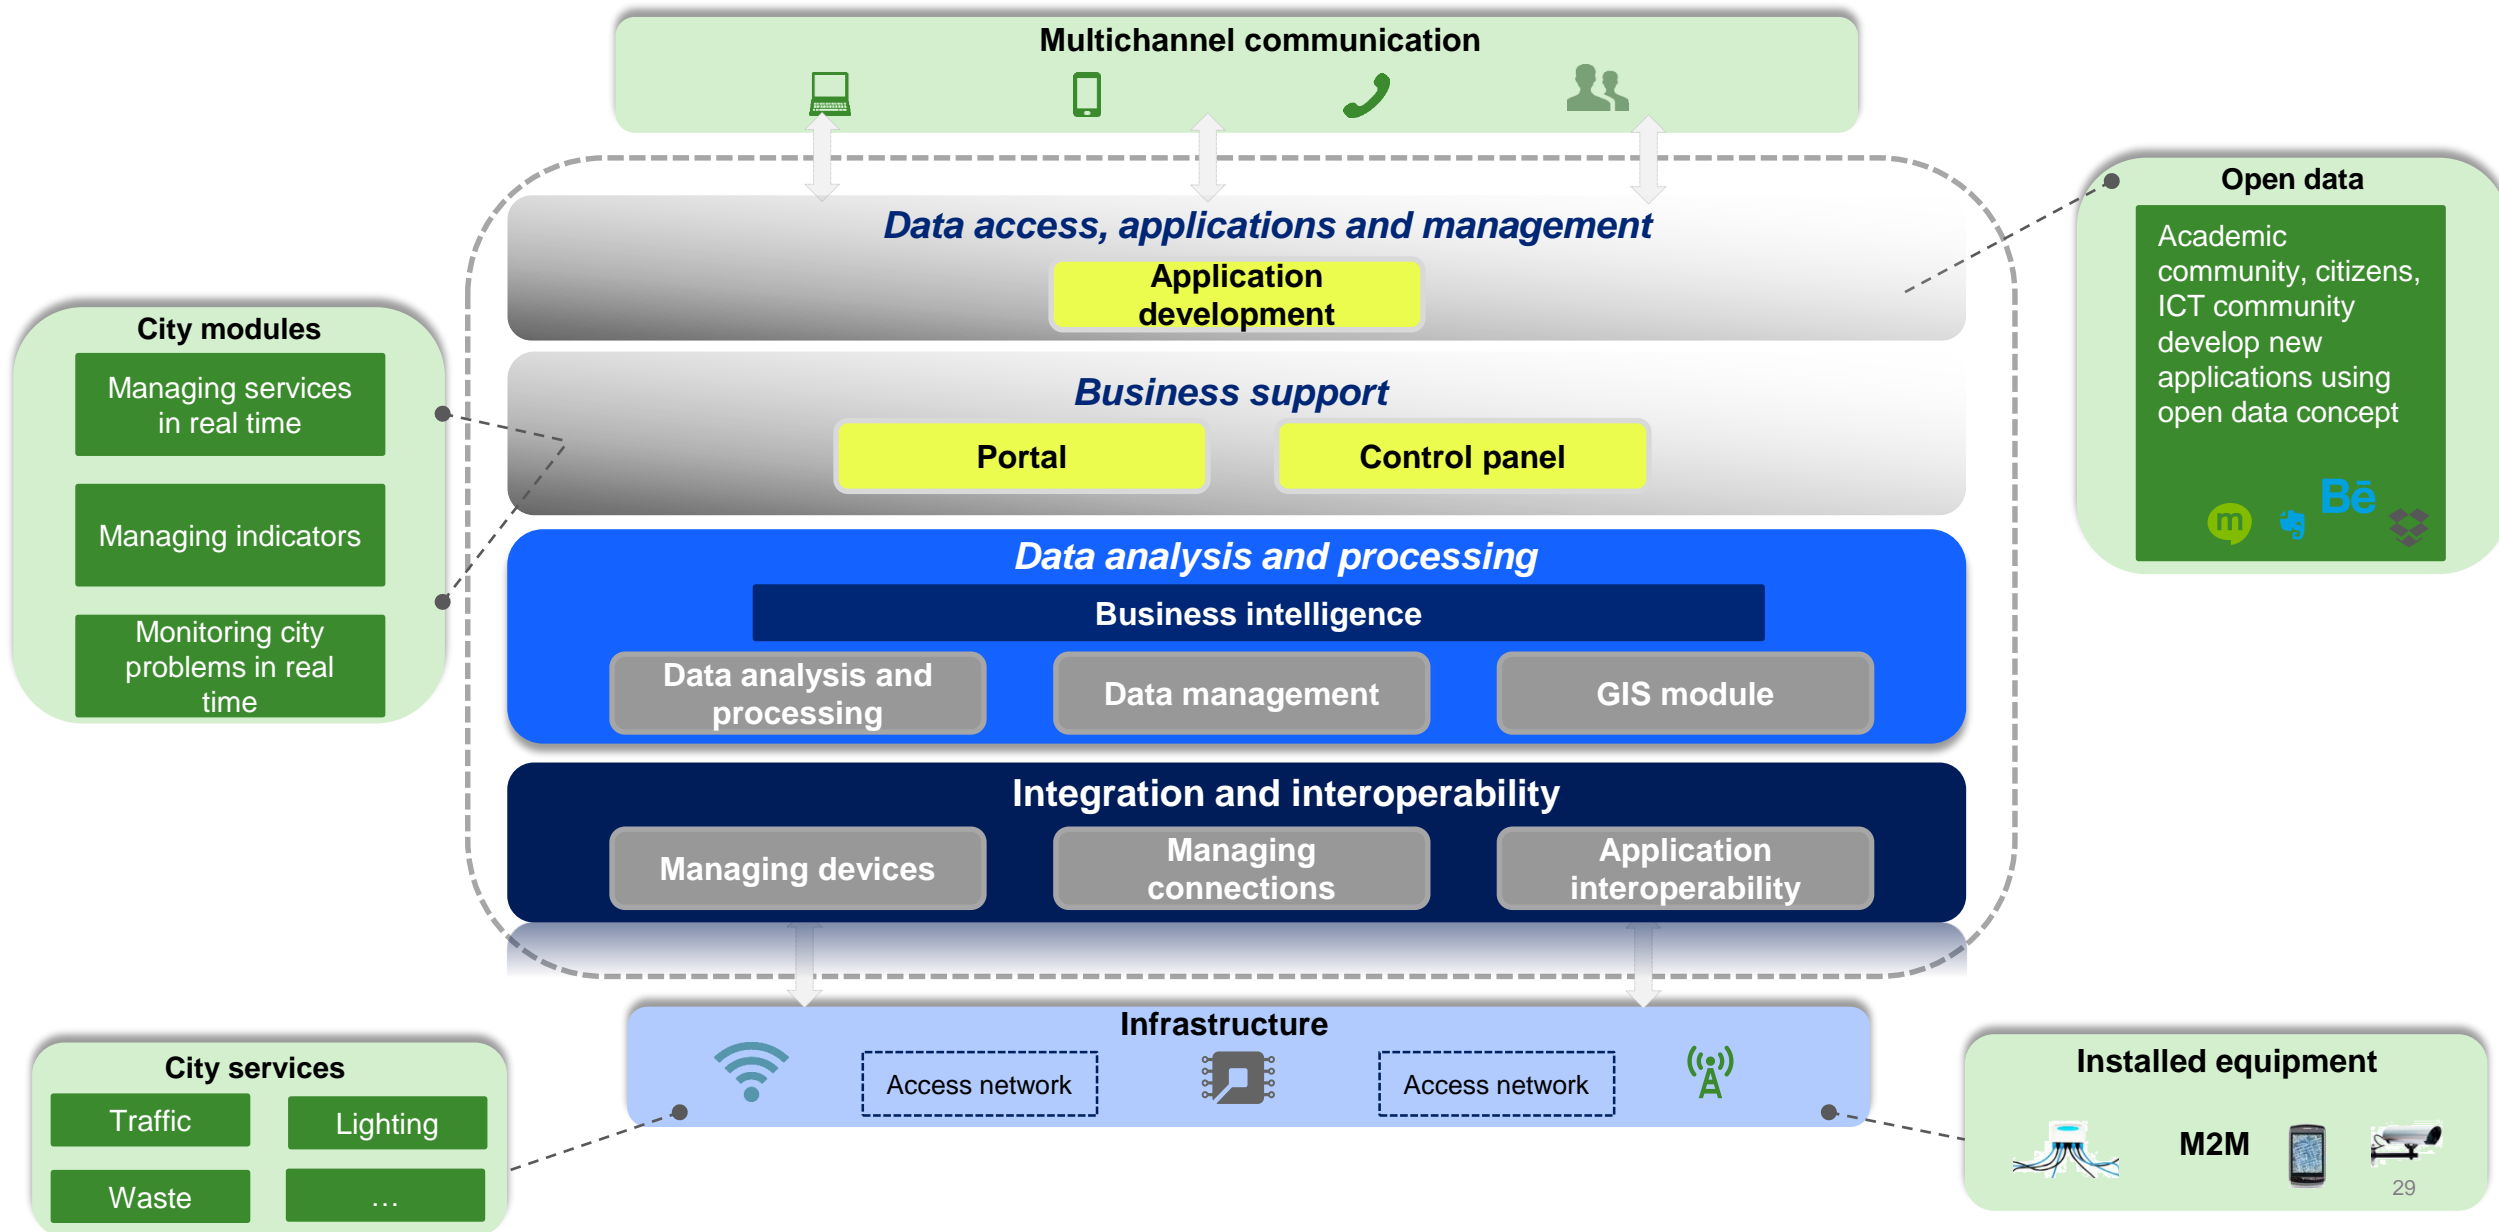 Multichannel communication
Data access, applications and management
Application
development
Open data
Academic
community, citizens,
ICT community
develop new
applications using
open data concept
m
Bē
City modules
Managing services
in real time
Managing indicators
Monitoring city
problems in real
time
Business support
Portal
Control panel
Data analysis and processing
Business intelligence
Data analysis and
processing
Data management
GIS module
Integration and interoperability
Managing devices
Managing
connections
Application
interoperability
Infrastructure
Access network
Access network
City services
Traffic
Lighting
Waste
…
Installed equipment
M2M
29